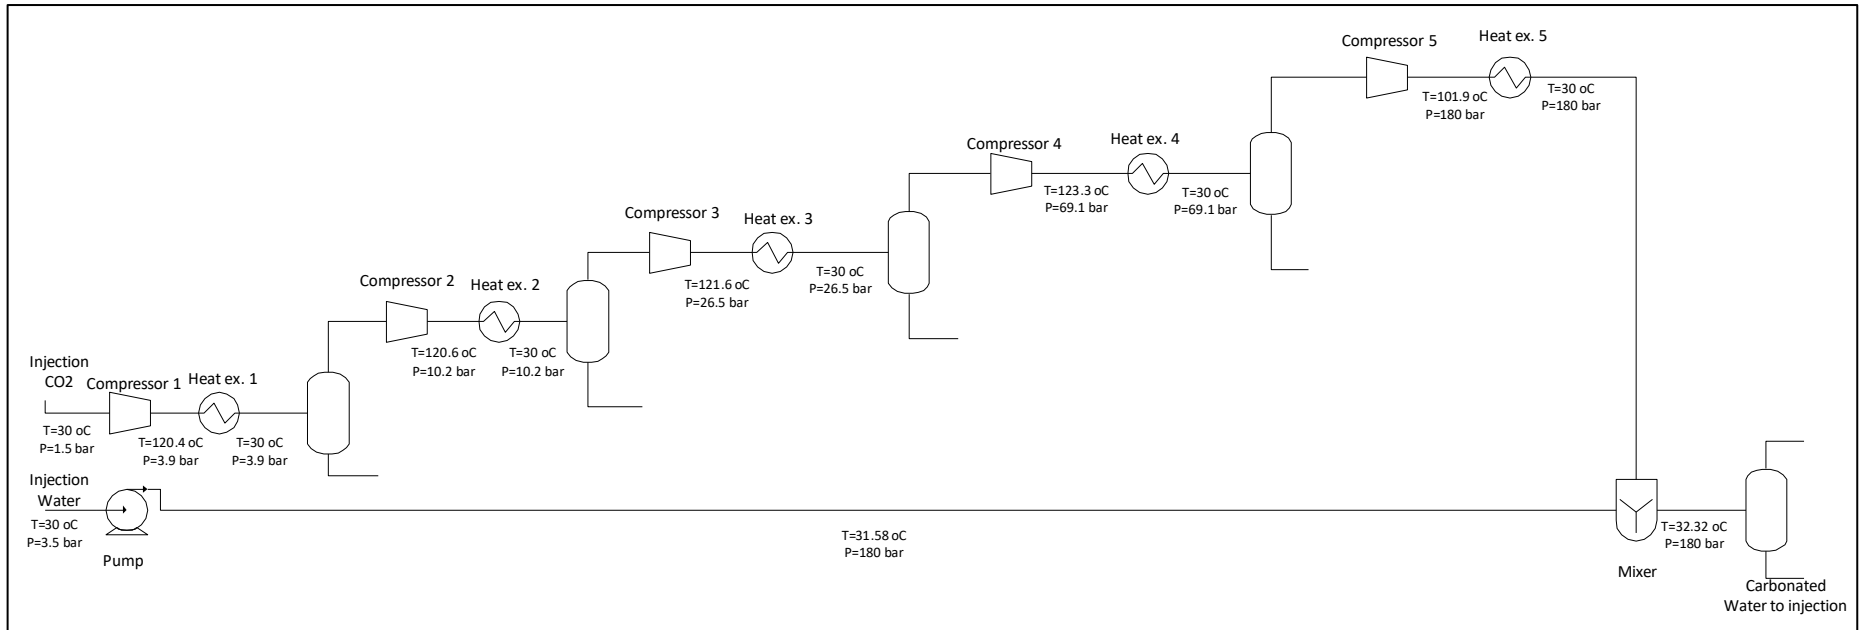 Compressor 5
Heat ex. 5
T=101.9 oC
P=180 bar
T=30 oC
P=180 bar
Compressor 4
Heat ex. 4
T=123.3 oC
P=69.1 bar
T=30 oC
P=69.1 bar
Compressor 3
Heat ex. 3
T=121.6 oC
P=26.5 bar
T=30 oC
P=26.5 bar
Compressor 2
Heat ex. 2
T=120.6 oC
P=10.2 bar
T=30 oC
P=10.2 bar
Injection
CO2
Compressor 1
Heat ex. 1
T=30 oC
P=1.5 bar
T=120.4 oC
P=3.9 bar
T=30 oC
P=3.9 bar
Injection
Water
T=30 oC
P=3.5 bar
Pump
T=31.58 oC
P=180 bar
T=32.32 oC
P=180 bar
Mixer
Carbonated
Water to injection